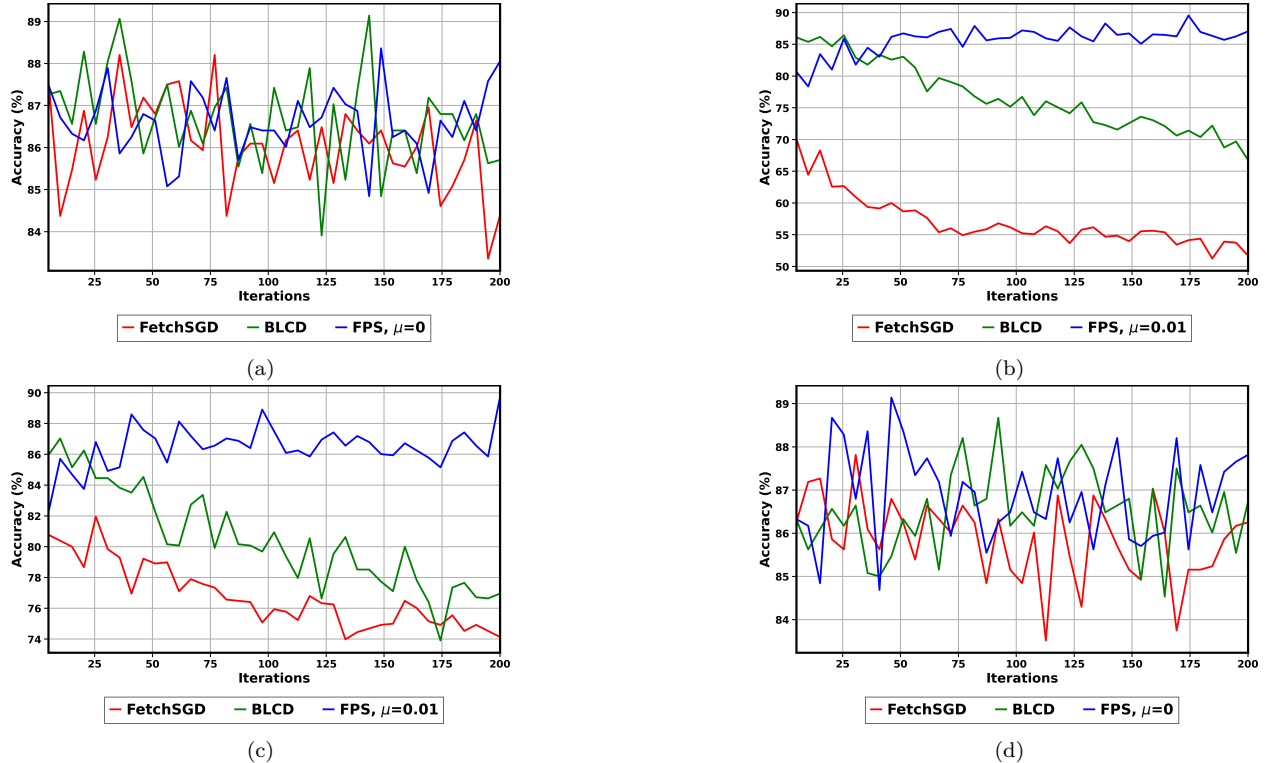 89
88
87
86
85
84
Accuracy (%)
25 50 75 100 125 150 175 200
Iterations
FetchSGD BLCD FPS, μ=0
(a)
90
85
80
75
70
65
60
55
50
Accuracy (%)
25 50 75 100 125 150 175 200
Iterations
FetchSGD BLCD FPS, μ=0.01
(b)
90
88
86
84
82
80
78
76
74
Accuracy (%)
25 50 75 100 125 150 175 200
Iterations
FetchSGD BLCD FPS, μ=0.01
(c)
89
88
87
86
85
84
Accuracy (%)
25 50 75 100 125 150 175 200
Iterations
FetchSGD BLCD FPS, μ=0
(d)